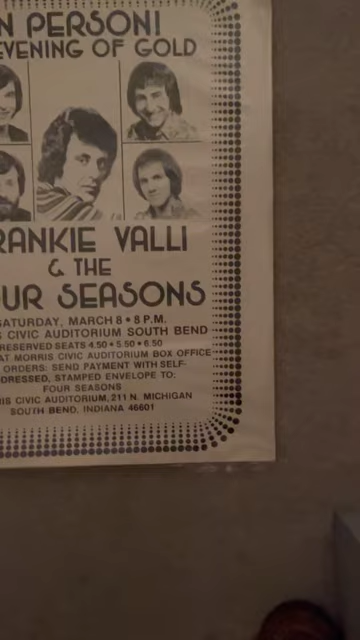 N PERSON!
EVENING OF GOLD
RANKIE VALLI
& THE
UR SEASONS
SATURDAY, MARCH 8 • 8 P.M.
S CIVIC AUDITORIUM SOUTH BEND
RESERVED SEATS 4.50 • 5.50 • 6.50
AT MORRIS CIVIC AUDITORIUM BOX OFFICE
ORDERS: SEND PAYMENT WITH SELF-
DRESSED, STAMPED ENVELOPE TO:
FOUR SEASONS
IS CIVIC AUDITORIUM, 211 N. MICHIGAN
SOUTH BEND, INDIANA 46601